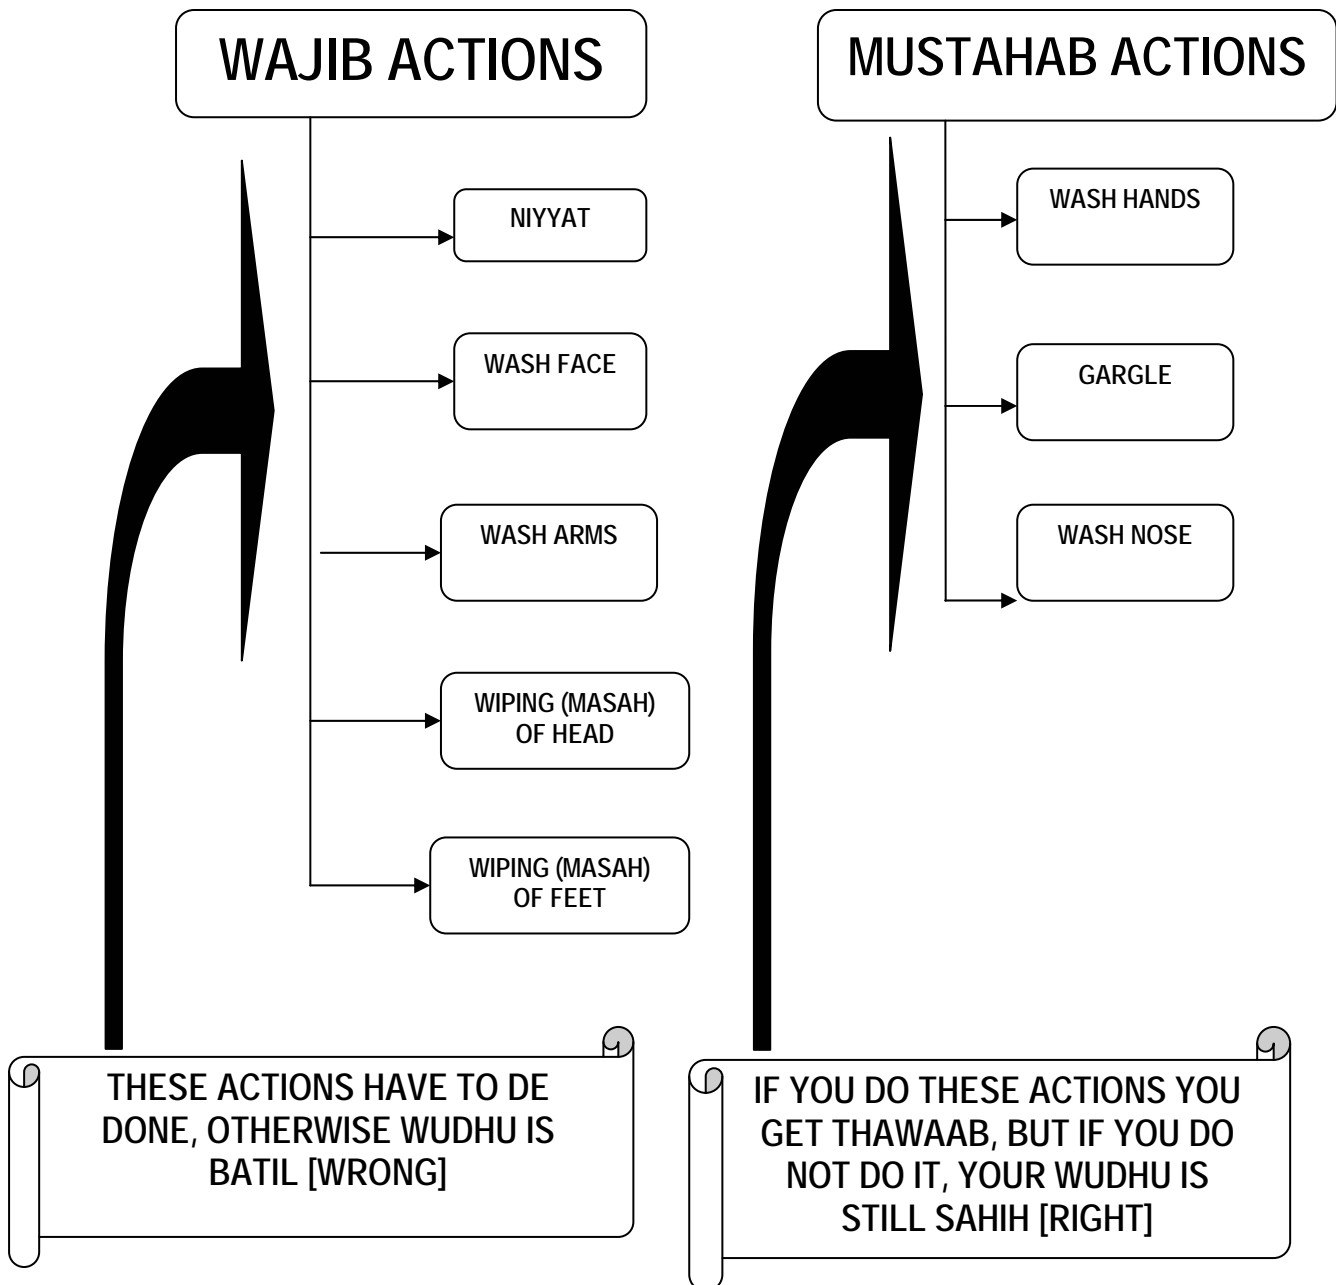 WAJIB ACTIONS
NIYYAT
WASH FACE
WASH ARMS
WIPING (MASAH)
OF HEAD
WIPING (MASAH)
OF FEET
THESE ACTIONS HAVE TO DE
DONE, OTHERWISE WUDHU IS
BATIL [WRONG]
MUSTAHAB ACTIONS
WASH HANDS
GARGLE
WASH NOSE
IF YOU DO THESE ACTIONS YOU
GET THAWAAB, BUT IF YOU DO
NOT DO IT, YOUR WUDHU IS
STILL SAHIH [RIGHT]